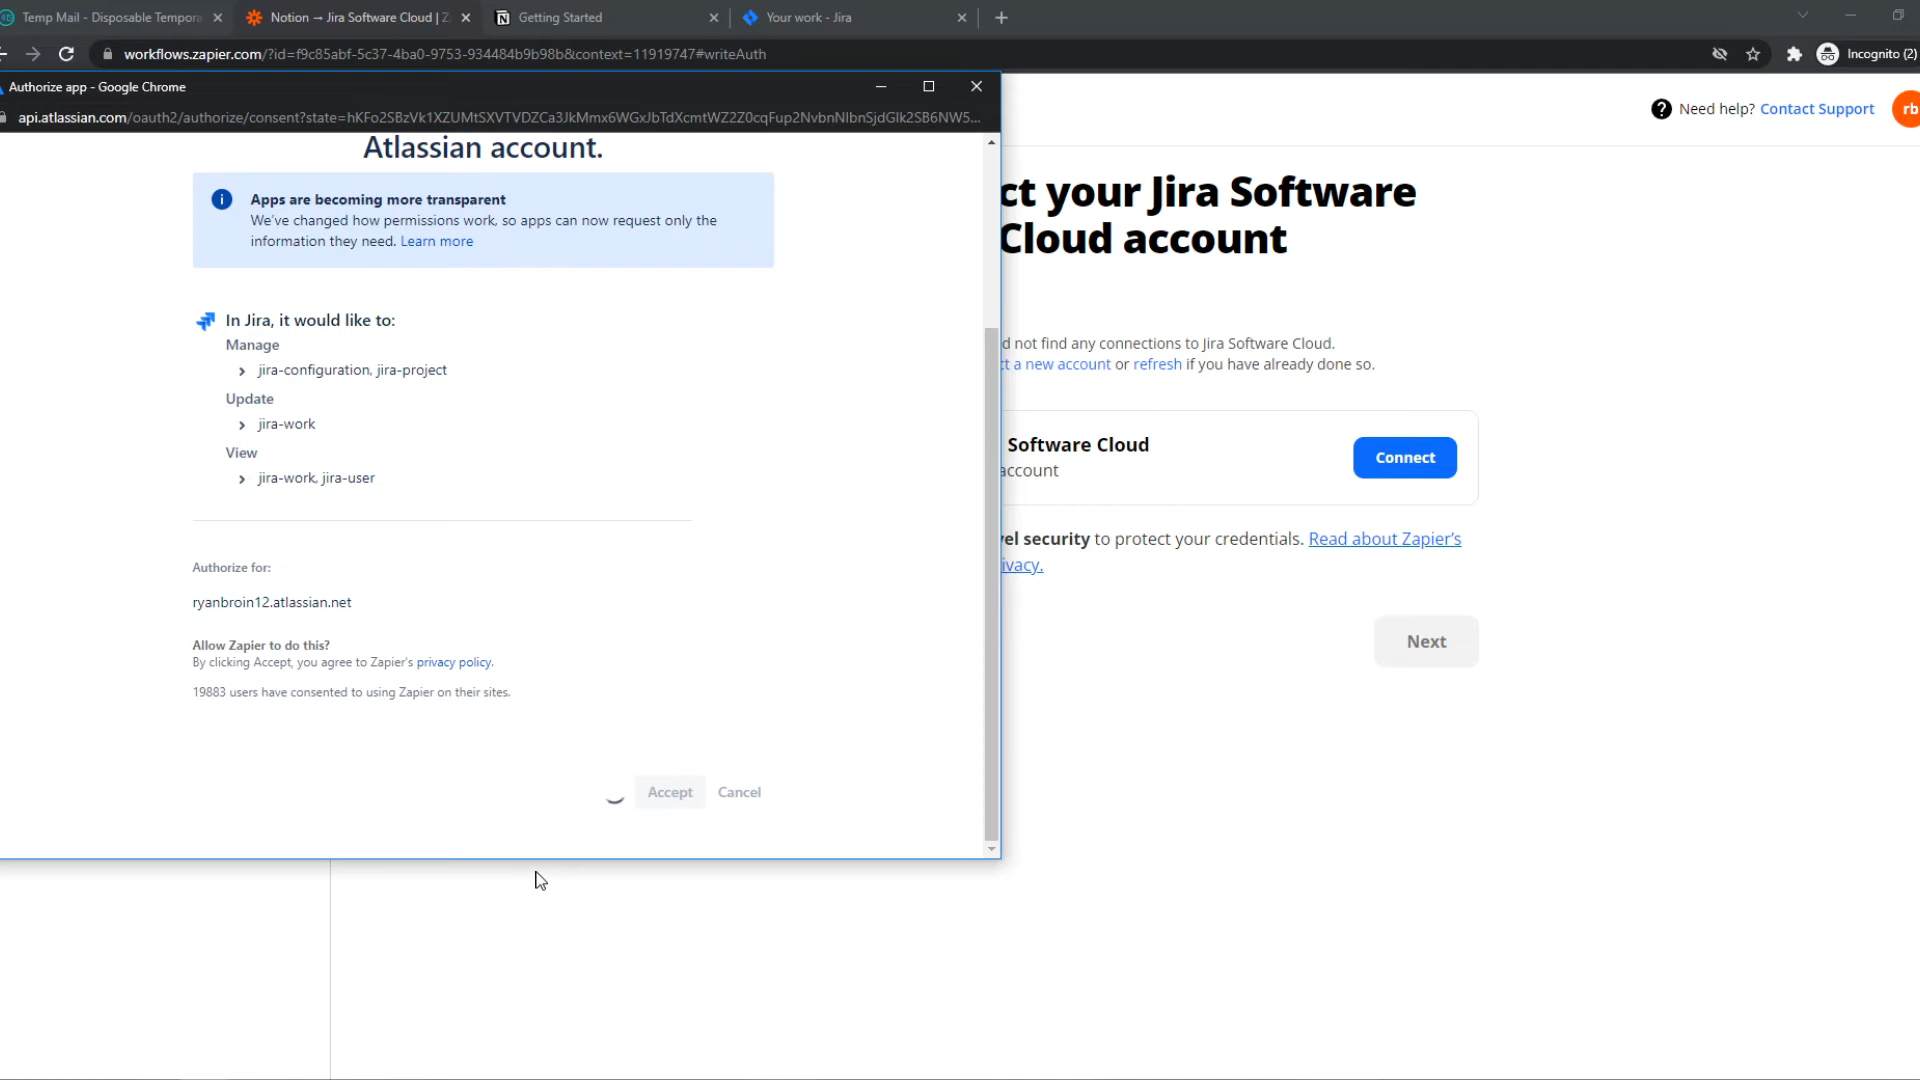 Temp Mail - Disposable Tempora
Notion → Jira Software Cloud | Z
Getting Started
Your work - Jira
workflows.zapier.com/?id=f9c85abf-5c37-4ba0-9753-934484b9b98b&context=11919747#writeAuth
Incognito (2)
Authorize app - Google Chrome
api.atlassian.com/oauth2/authorize/consent?state=hKFo2SBzVk1XZUMtSXVTVDZCa3JkMmx6WGxJbTdXcmtWZ2Z0cqFup2NvbnNlbnSjdGlk2SB6NW5...
Need help? Contact Support
rb
Atlassian account.
Apps are becoming more transparent
We've changed how permissions work, so apps can now request only the
information they need. Learn more
In Jira, it would like to:
Manage
jira-configuration, jira-project
Update
jira-work
View
jira-work, jira-user
Authorize for:
ryanbroin12.atlassian.net
Allow Zapier to do this?
By clicking Accept, you agree to Zapier's privacy policy.
19883 users have consented to using Zapier on their sites.
Accept
Cancel
ct your Jira Software
Cloud account
d not find any connections to Jira Software Cloud.
ct a new account or refresh if you have already done so.
Software Cloud
account
Connect
vel security to protect your credentials. Read about Zapier's
ivacy.
Next